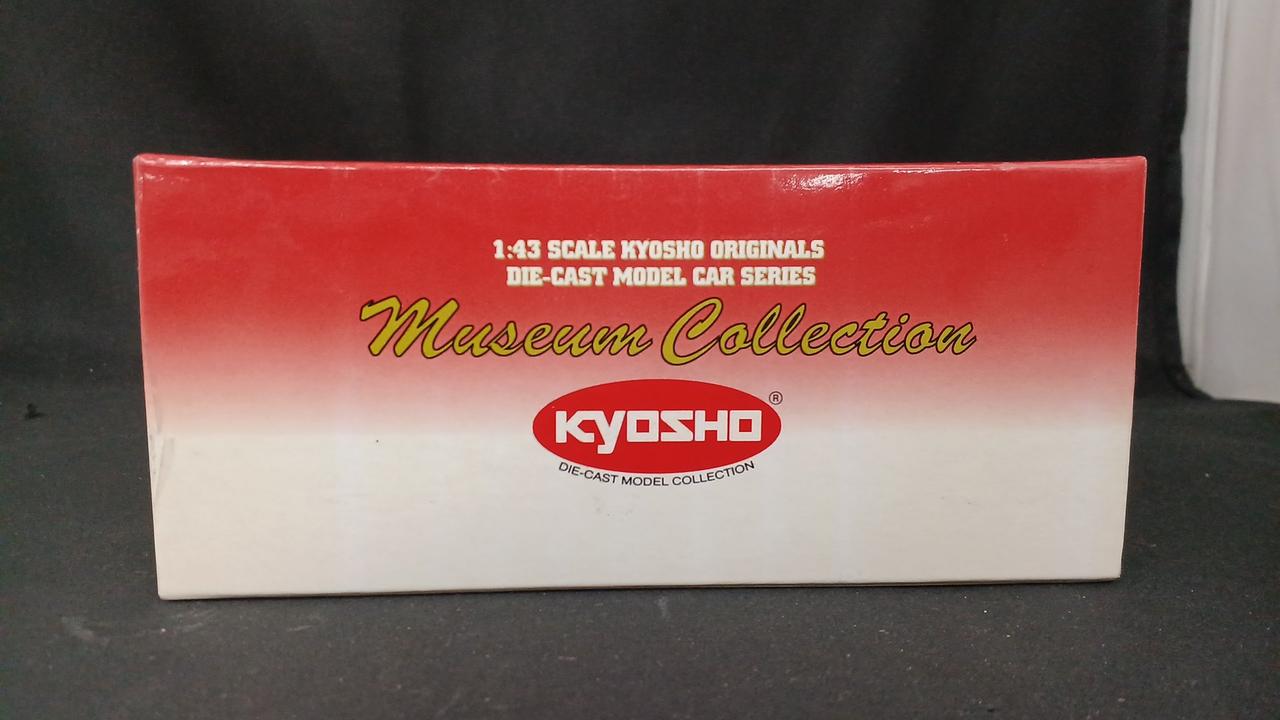 1:43 SCALE KYOSHO ORIGINALS
DIE-CAST MODEL CAR SERIES
Museum Collection
KYOSHO ®
DIE-CAST MODEL COLLECTION